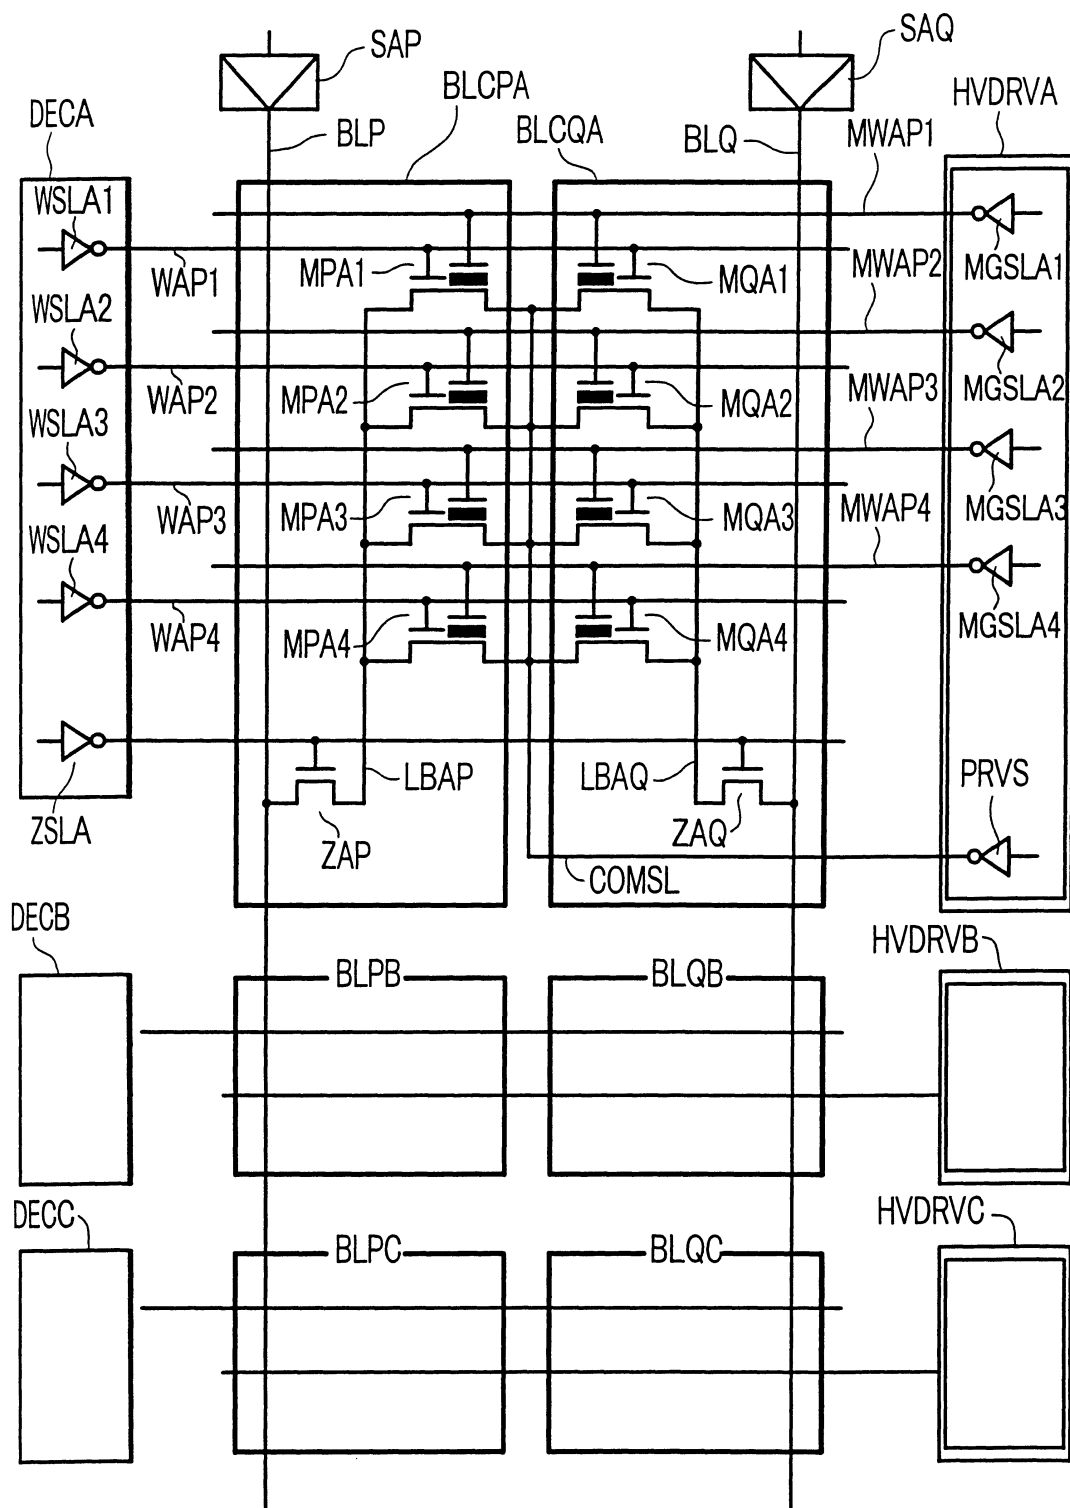 SAP
SAQ
BLCPA
HVDRVA
DECA
BLP
BLCQA
BLQ
MWAP1
WSLA1
WAP1
MPA1
MQA1
MWAP2
MGSLA1
WSLA2
WAP2
MPA2
MQA2
MWAP3
MGSLA2
WSLA3
WAP3
MPA3
MQA3
MWAP4
MGSLA3
WSLA4
WAP4
MPA4
MQA4
MGSLA4
LBAP
LBAQ
PRVS
ZSLA
ZAP
ZAQ
COMSL
DECB
HVDRVB
BLPB
BLQB
DECC
HVDRVC
BLPC
BLQC